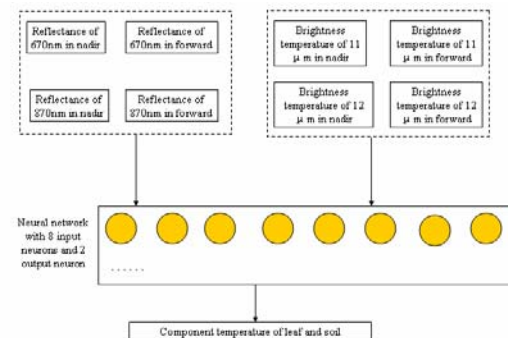 Reflectance of
670nm in nadir
Reflectance of
670nm in forward
Reflectance of
870nm in nadir
Reflectance of
870nm in forward
Brightness
temperature of 11
μ m in nadir
Brightness
temperature of 11
μ m in forward
Brightness
temperature of 12
μ m in nadir
Brightness
temperature of 12
μ m in forward
Neural network
with 8 input
neurons and 2
output neuron
. . . . . .
Component temperature of leaf and soil